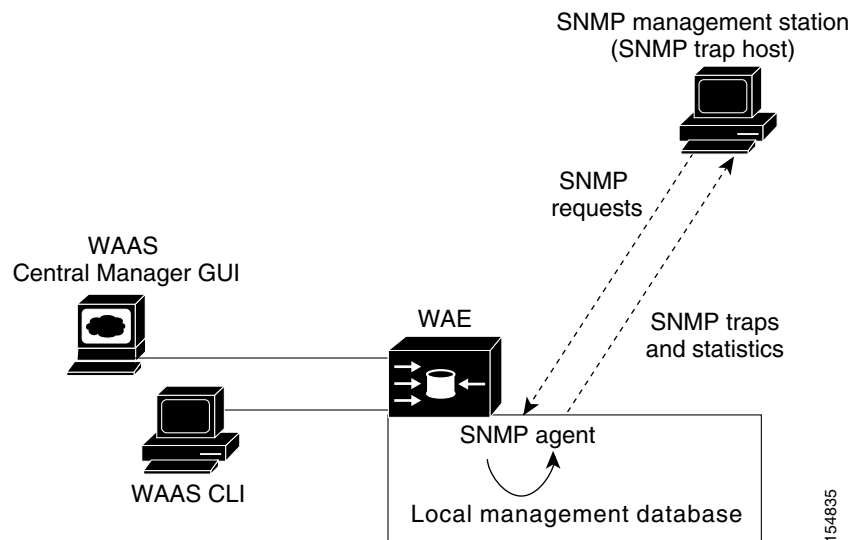 SNMP management station
(SNMP trap host)
SNMP
requests
WAAS
Central Manager GUI
WAE
SNMP traps
and statistics
SNMP agent
WAAS CLI
Local management database
154835